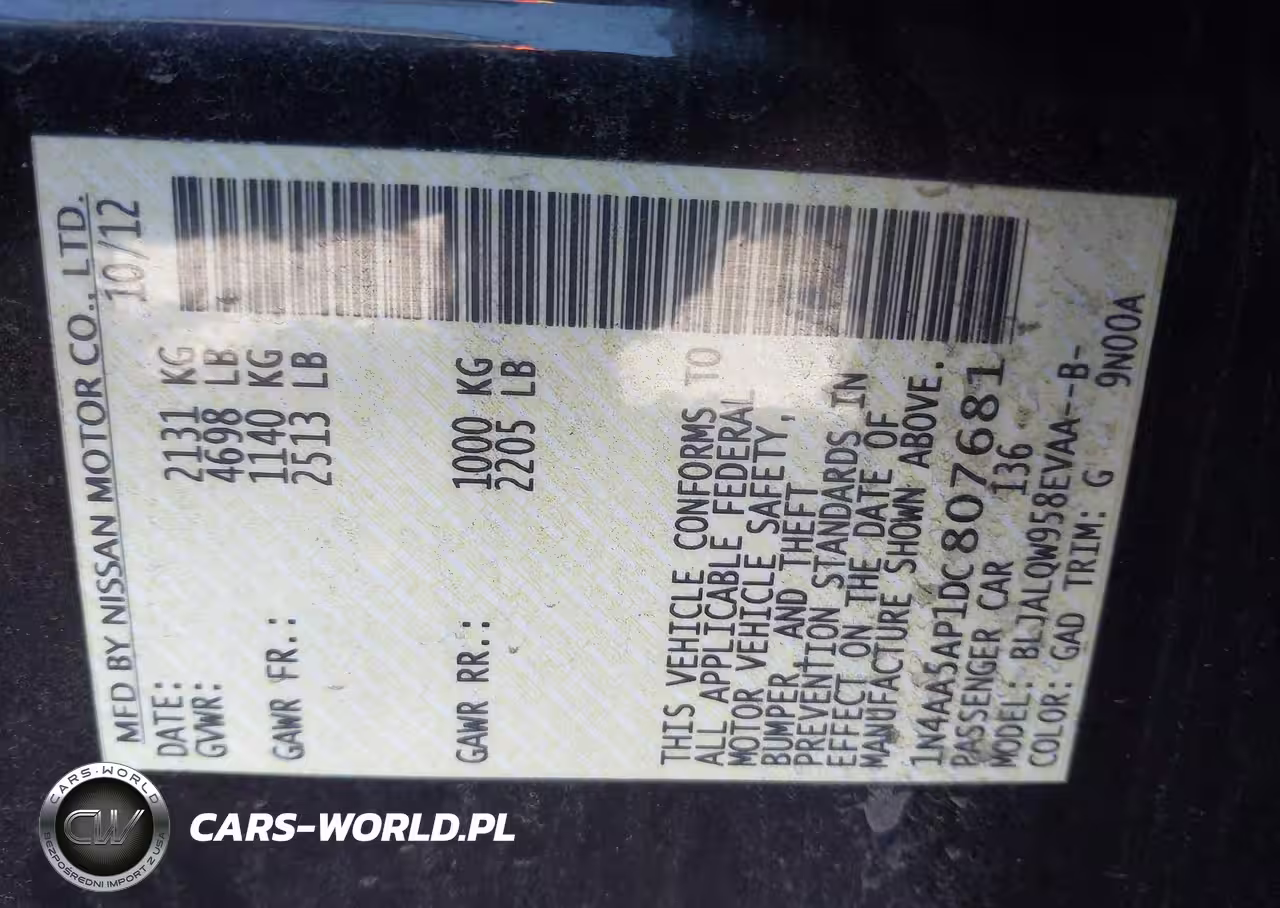 MFD BY NISSAN MOTOR CO., LTD.
DATE: 10/12
GVWR: 2131 KG
4698 LB
GAWR FR.: 1140 KG
2513 LB
GAWR RR.: 1000 KG
2205 LB
THIS VEHICLE CONFORMS TO
ALL APPLICABLE FEDERAL
MOTOR VEHICLE SAFETY,
BUMPER AND THEFT
PREVENTION STANDARDS IN
EFFECT ON THE DATE OF
MANUFACTURE SHOWN ABOVE.
1N4AA5AP1DC807681
PASSENGER CAR 136
MODEL: BLJALQW958EVAA--B-
COLOR: GAD TRIM: G 9N00A
CARS-WORLD
CW
BEZPOŚREDNI IMPORT Z USA
CARS-WORLD.PL